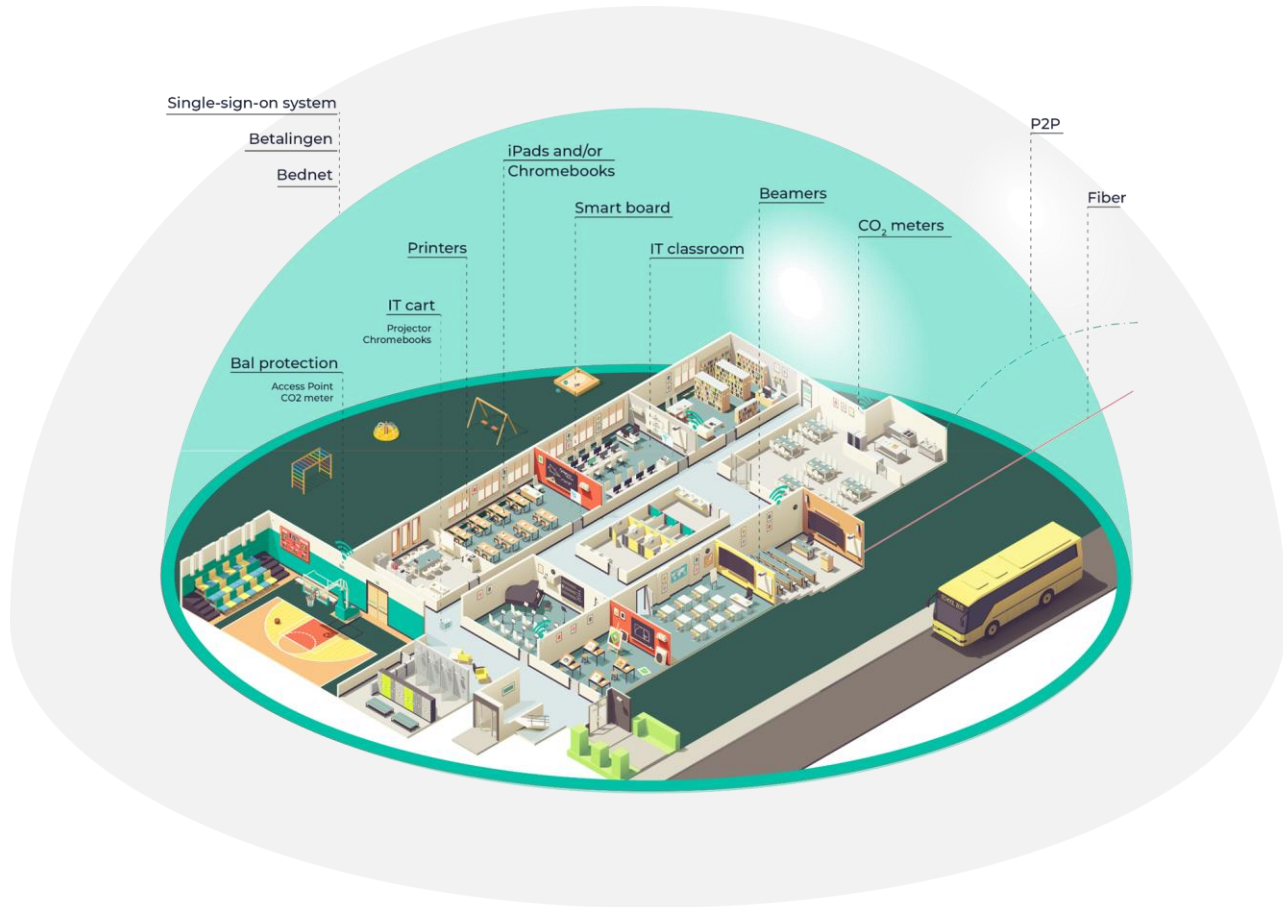 Single-sign-on system
Betalingen
Bednet
iPads and/or
Chromebooks
Smart board
Printers
IT cart
Projector
Chromebooks
Bal protection
Access Point
CO2 meter
IT classroom
Beamers
CO₂ meters
P2P
Fiber